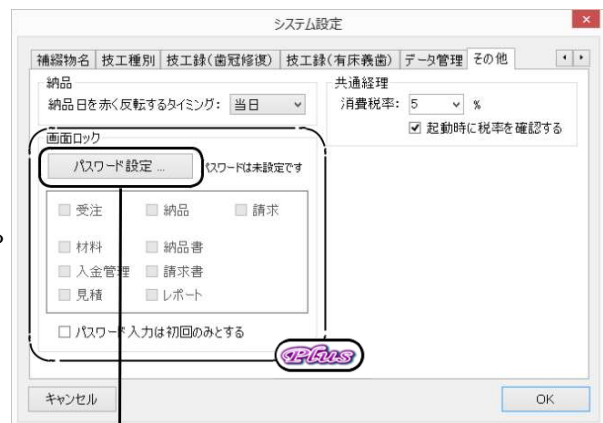 システム設定
補綴物名 技工種別 技工録(歯冠修復) 技工録(有床義歯) データ管理 その他
納品
納品日を赤く反転するタイミング: 当日
共通経理
消費税率: 5 %
起動時に税率を確認する
画面ロック
パスワード設定 ...
パスワードは未設定です
受注 納品 請求
材料 納品書
入金管理 請求書
見積 レポート
パスワード入力は初回のみとする
Plus
キャンセル OK